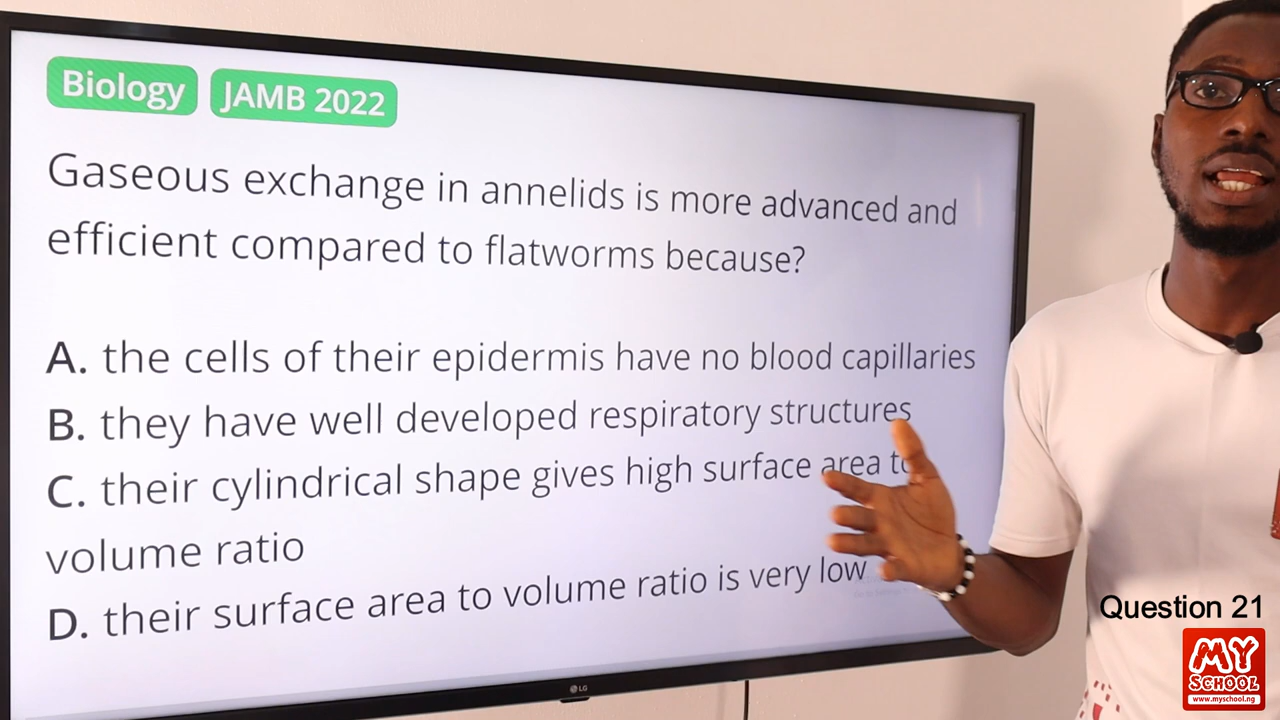 Biology JAMB 2022
Gaseous exchange in annelids is more advanced and
efficient compared to flatworms because?
A. the cells of their epidermis have no blood capillaries
B. they have well developed respiratory structures
C. their cylindrical shape gives high surface area to
volume ratio
D. their surface area to volume ratio is very low
LG
Question 21
MY
SCHOOL
www.myschool.ng